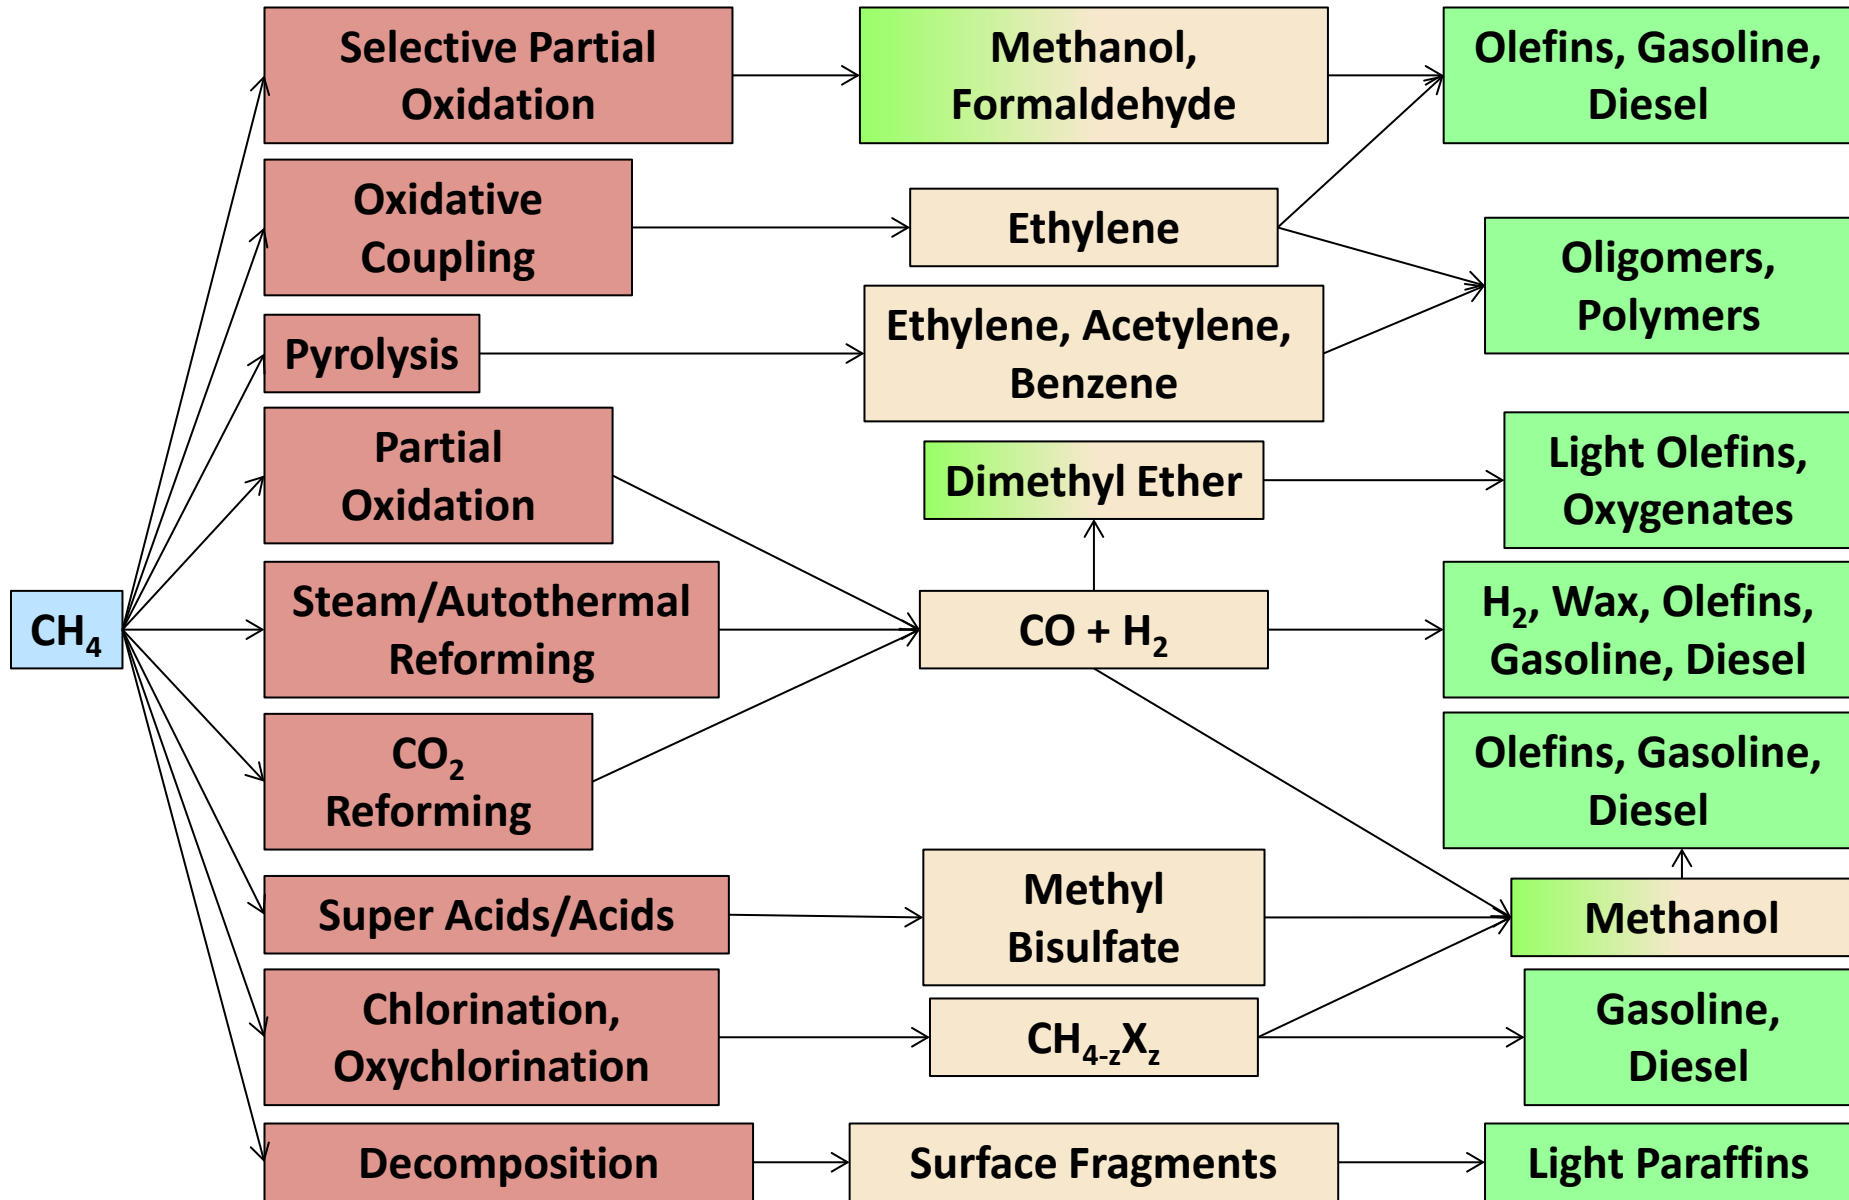 Selective Partial
Oxidation
Methanol,
Formaldehyde
Olefins, Gasoline,
Diesel
Oxidative
Coupling
Ethylene
Oligomers,
Polymers
Pyrolysis
Ethylene, Acetylene,
Benzene
Partial
Oxidation
Dimethyl Ether
Light Olefins,
Oxygenates
CH₄
Steam/Autothermal
Reforming
CO + H₂
H₂, Wax, Olefins,
Gasoline, Diesel
CO₂
Reforming
Olefins, Gasoline,
Diesel
Super Acids/Acids
Methyl
Bisulfate
Methanol
Chlorination,
Oxychlorination
CH₄₋zXz
Gasoline,
Diesel
Decomposition
Surface Fragments
Light Paraffins